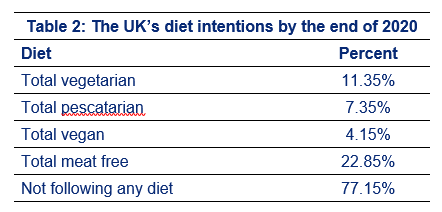 Table 2: The UK's diet intentions by the end of 2020
Diet Percent
Total vegetarian 11.35%
Total pescatarian 7.35%
Total vegan 4.15%
Total meat free 22.85%
Not following any diet 77.15%